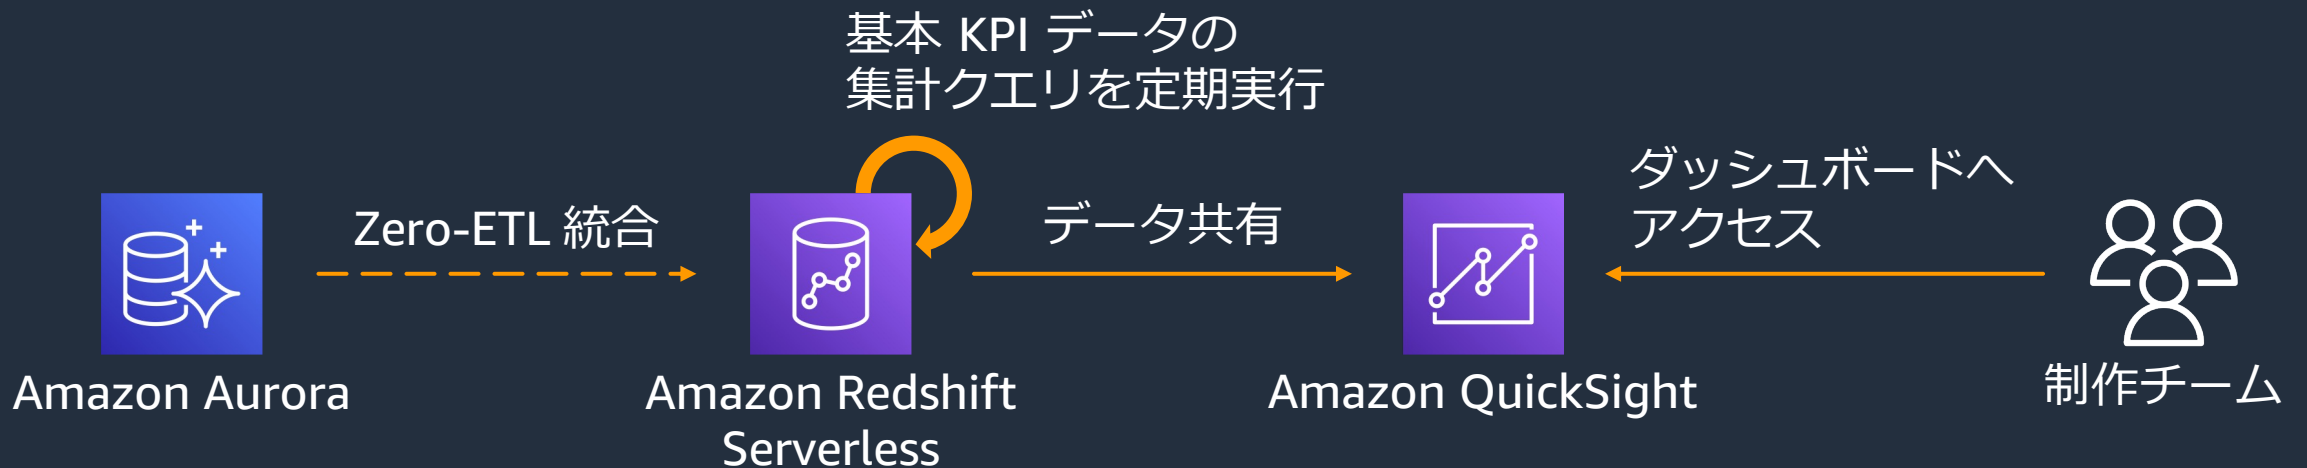 基本 KPI データの
集計クエリを定期実行
Zero-ETL 統合
データ共有
ダッシュボードへ
アクセス
Amazon Aurora
Amazon Redshift
Serverless
Amazon QuickSight
制作チーム